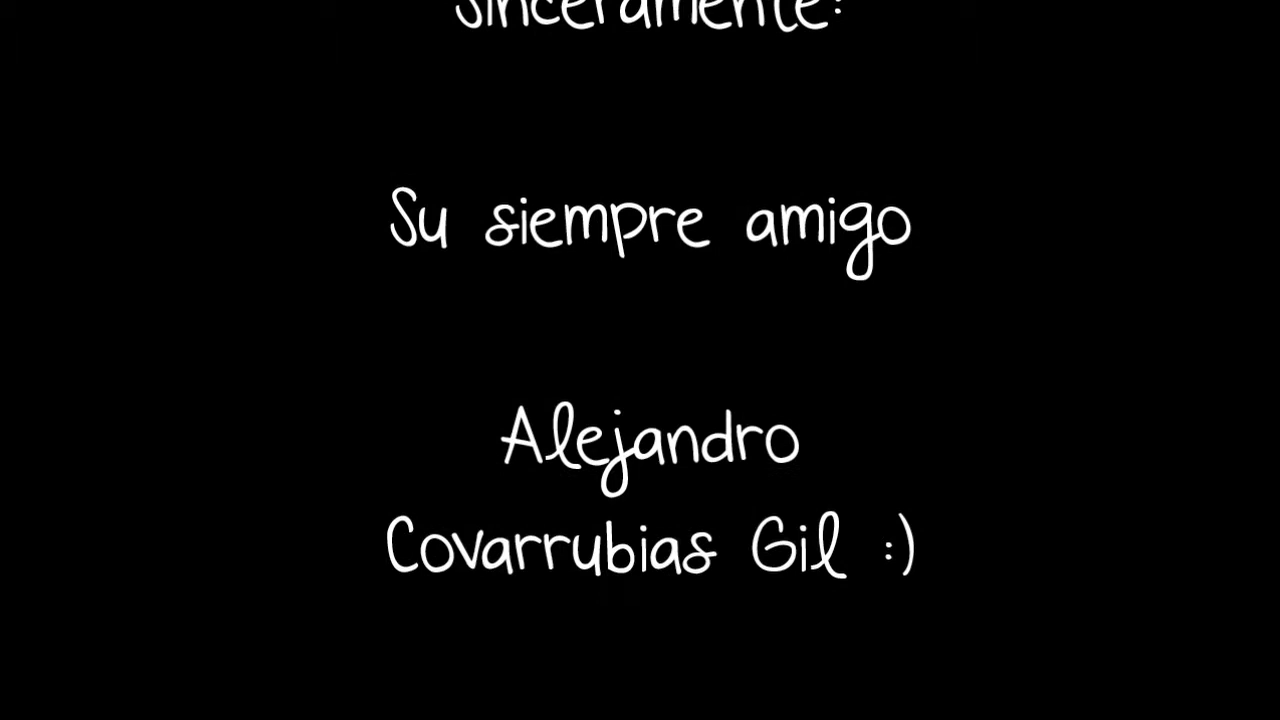 Sinceramente:
Su siempre amigo
Alejandro
Covarrubias Gil :)